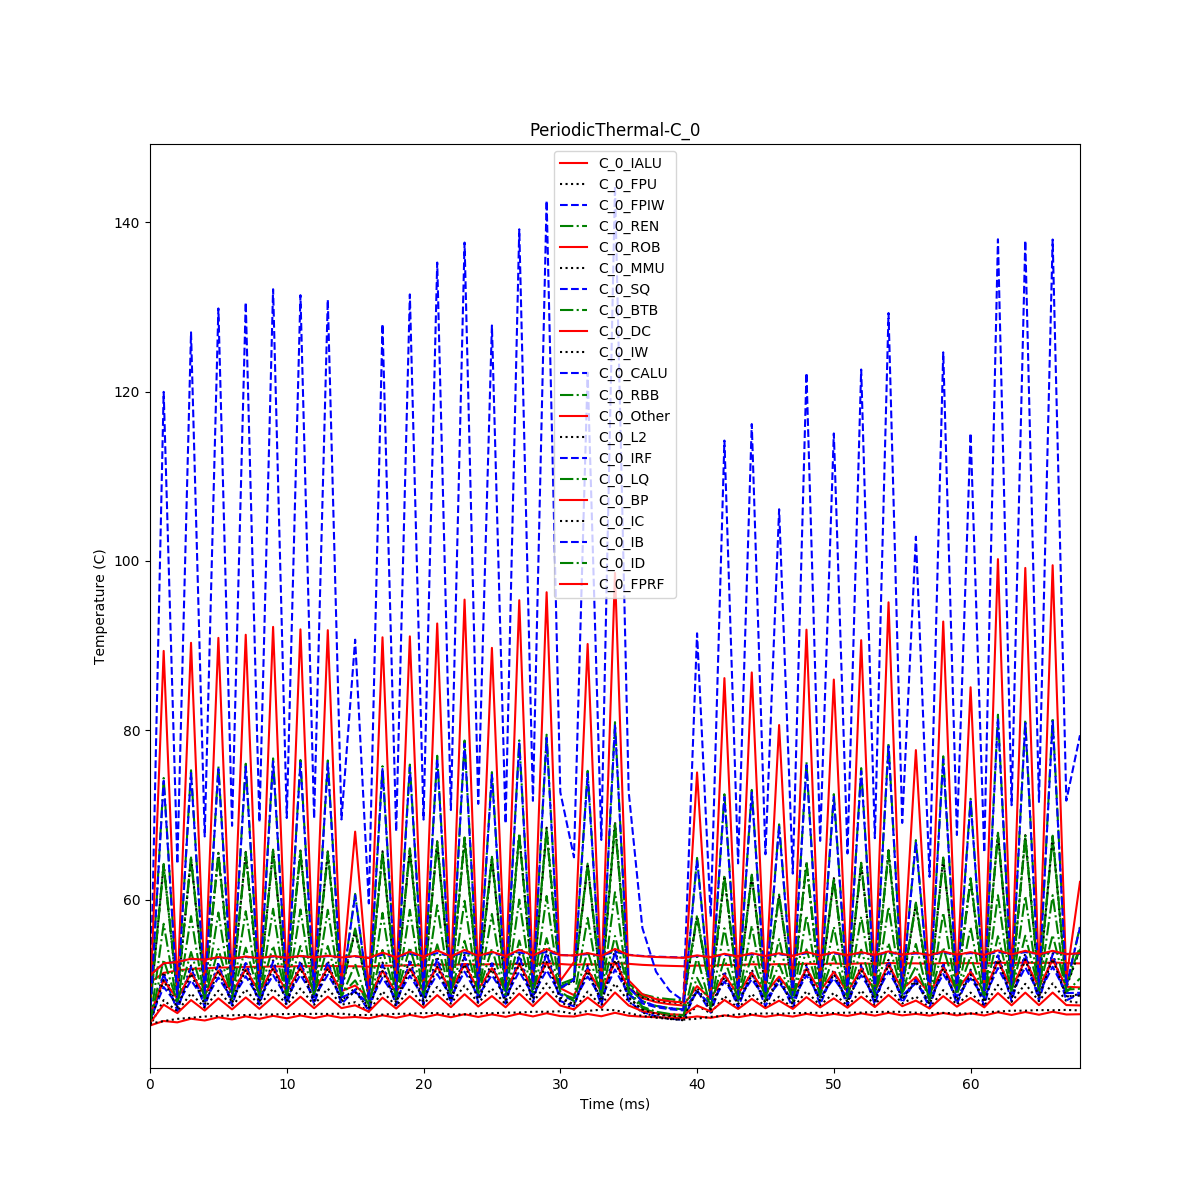 PeriodicThermal-C_0
C_0_IALU
C_0_FPU
C_0_FPIW
C_0_REN
C_0_ROB
C_0_MMU
C_0_SQ
C_0_BTB
C_0_DC
C_0_IW
C_0_CALU
C_0_RBB
C_0_Other
C_0_L2
C_0_IRF
C_0_LQ
C_0_BP
C_0_IC
C_0_IB
C_0_ID
C_0_FPRF
Temperature (C)
140
120
100
80
60
0 10 20 30 40 50 60
Time (ms)